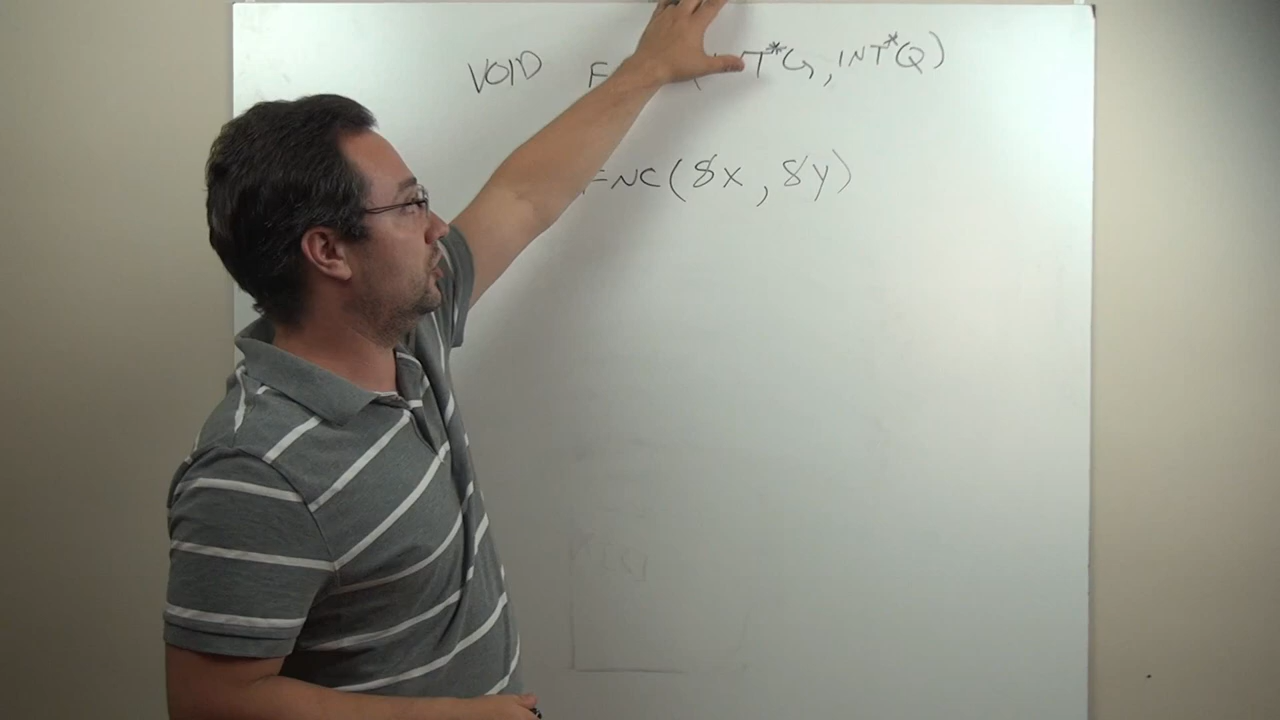 VOID INT*G, INT*Q)
FNC(&X, &Y)